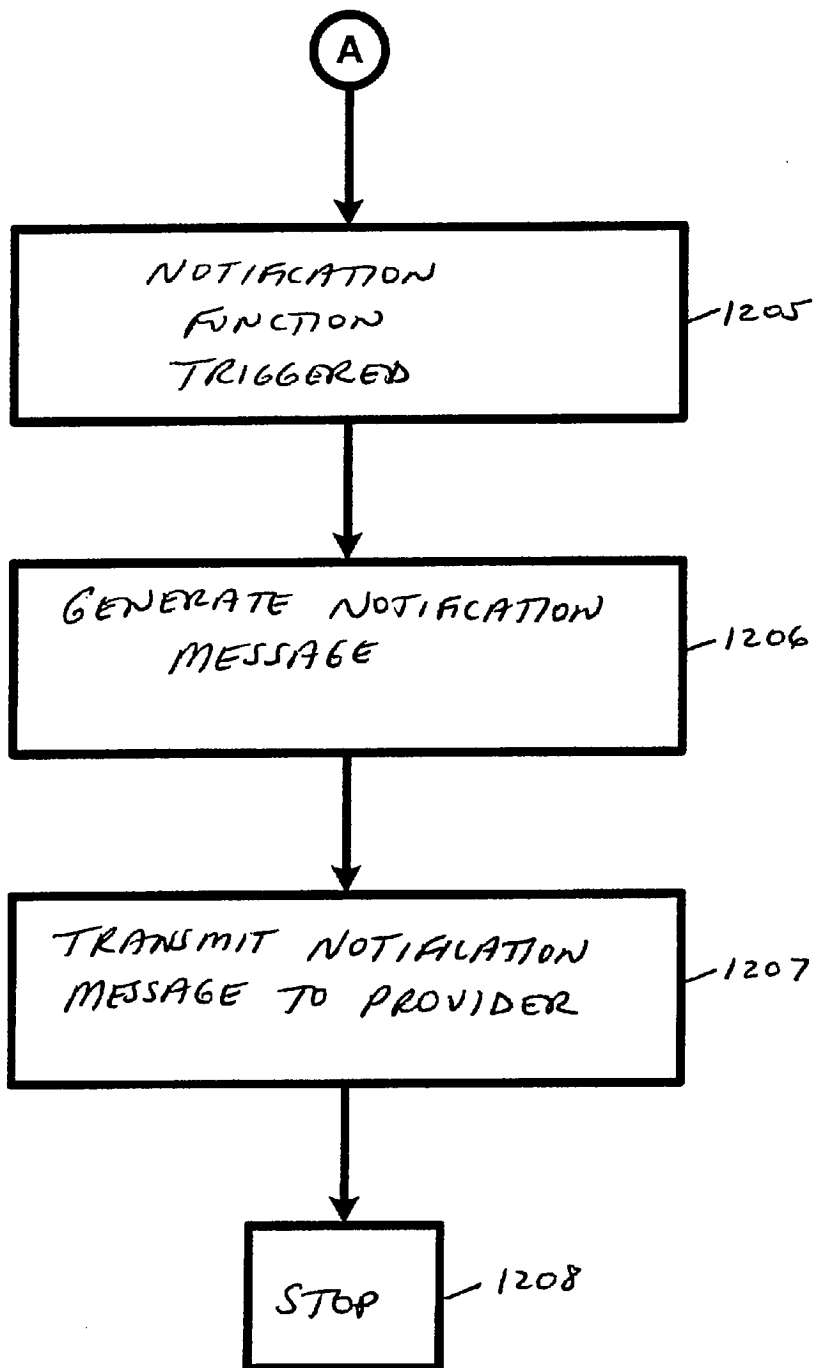 A
NOTIFICATION
FUNCTION
TRIGGERED
1205
GENERATE NOTIFICATION
MESSAGE
1206
TRANSMIT NOTIFICATION
MESSAGE TO PROVIDER
1207
STOP
1208